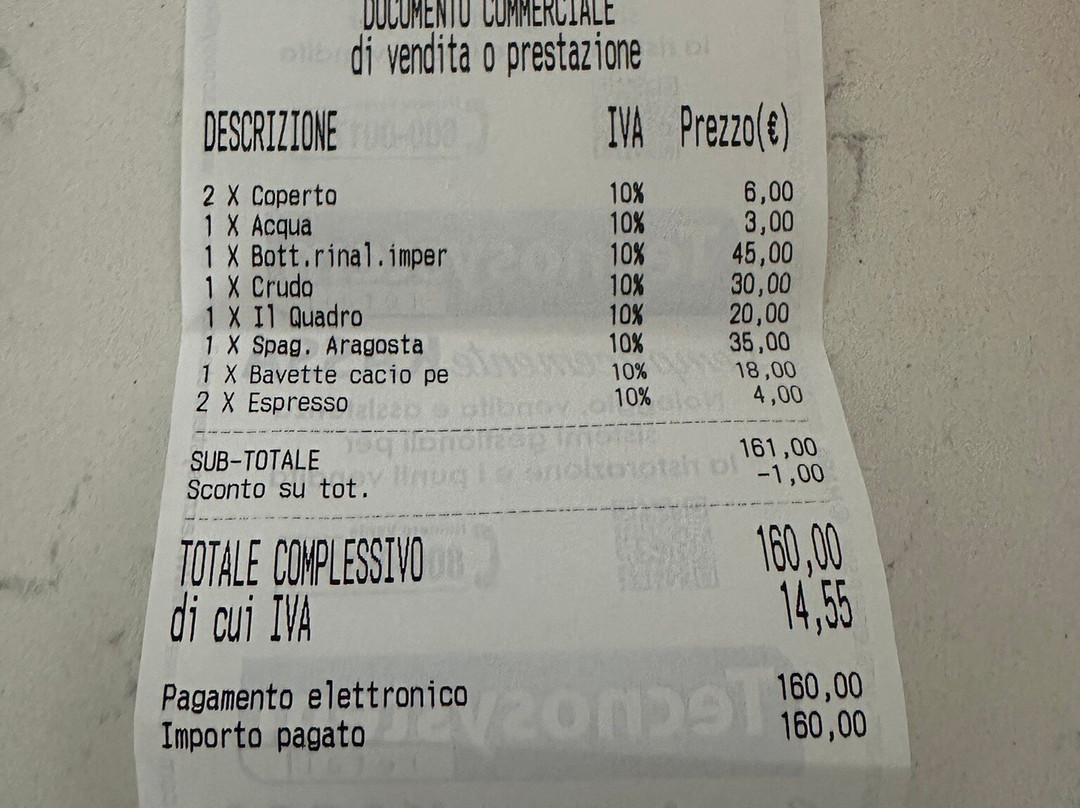 DOCUMENTO COMMERCIALE
di vendita o prestazione
DESCRIZIONE IVA Prezzo(€)
2 X Coperto 10% 6,00
1 X Acqua 10% 3,00
1 X Bott.rinal.imper 10% 45,00
1 X Crudo 10% 30,00
1 X Il Quadro 10% 20,00
1 X Spag. Aragosta 10% 35,00
1 X Bavette cacio pe 10% 18,00
2 X Espresso 10% 4,00
SUB-TOTALE 161,00
Sconto su tot. -1,00
TOTALE COMPLESSIVO 160,00
di cui IVA 14,55
Pagamento elettronico 160,00
Importo pagato 160,00